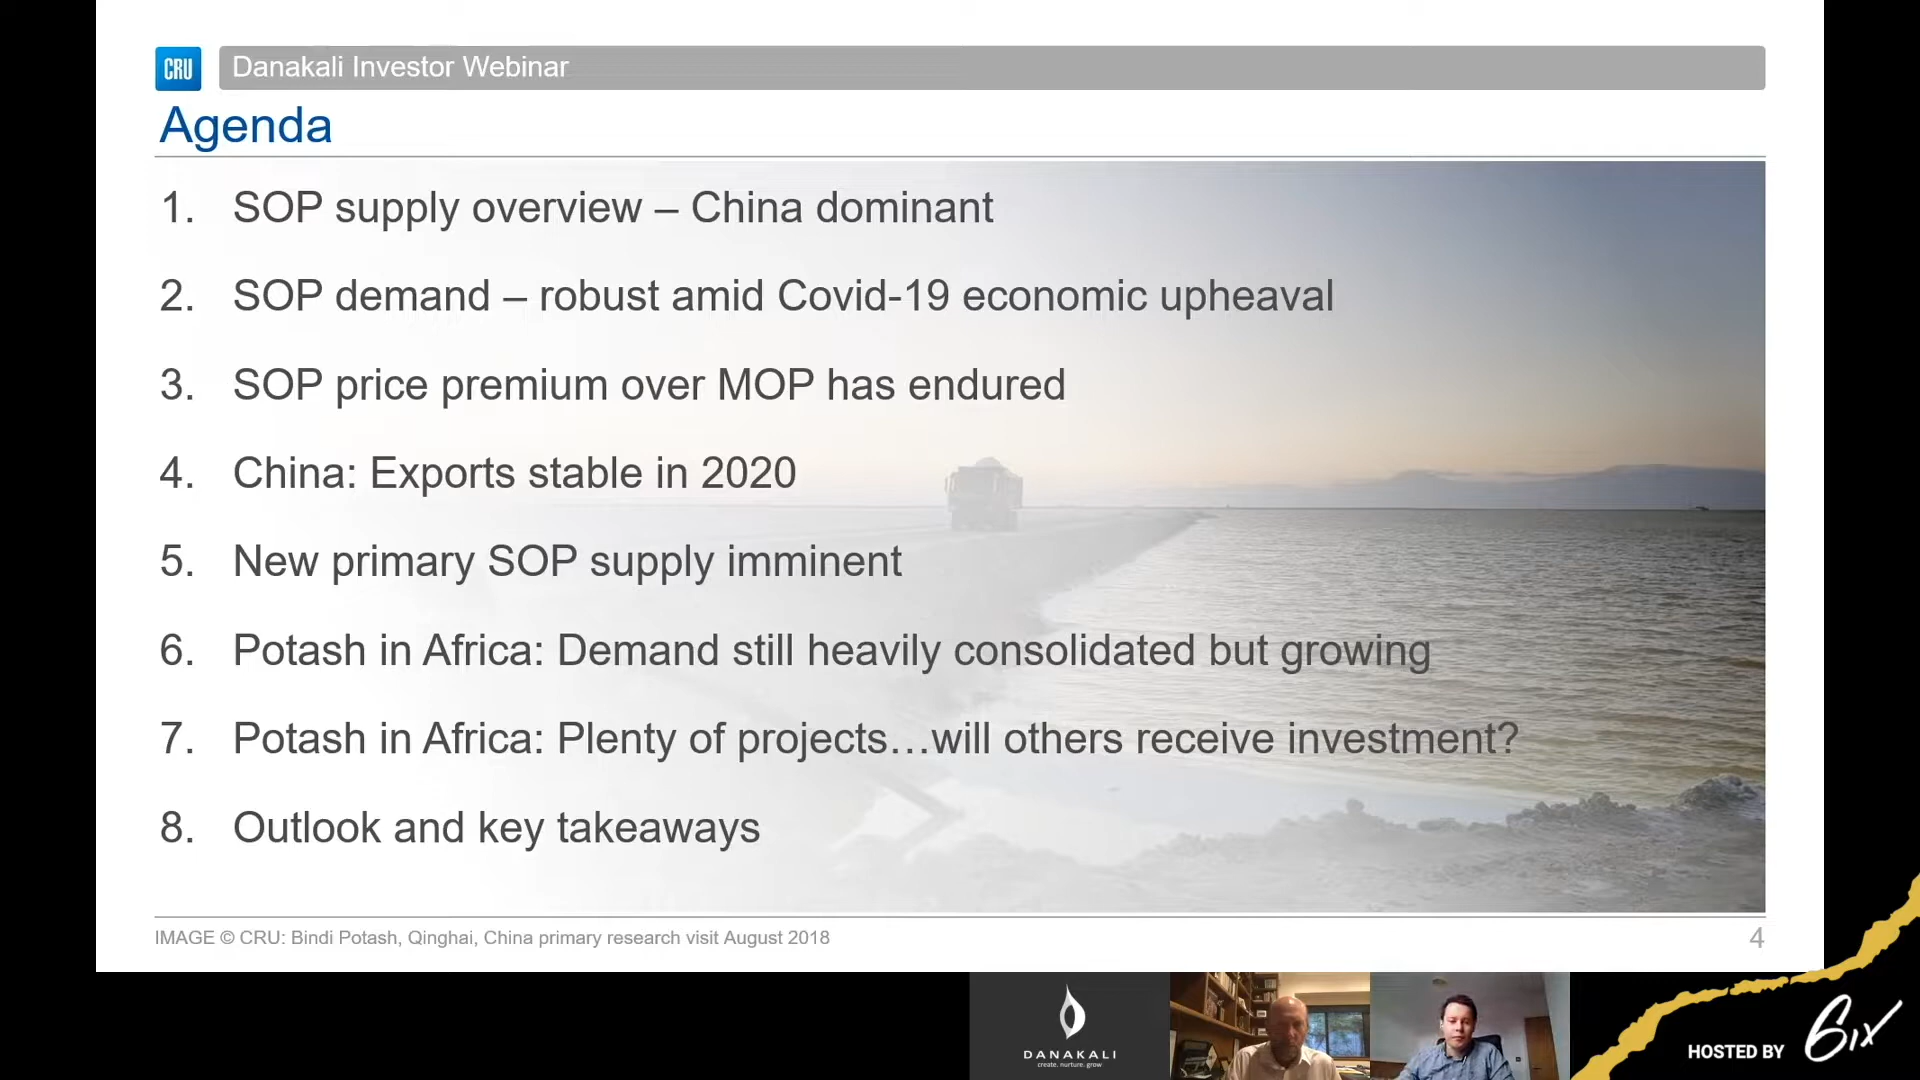 CRU
Danakali Investor Webinar
Agenda
1. SOP supply overview – China dominant
2. SOP demand – robust amid Covid-19 economic upheaval
3. SOP price premium over MOP has endured
4. China: Exports stable in 2020
5. New primary SOP supply imminent
6. Potash in Africa: Demand still heavily consolidated but growing
7. Potash in Africa: Plenty of projects…will others receive investment?
8. Outlook and key takeaways
IMAGE © CRU: Bindi Potash, Qinghai, China primary research visit August 2018
4
DANAKALI
create. nurture. grow
HOSTED BY 6ix